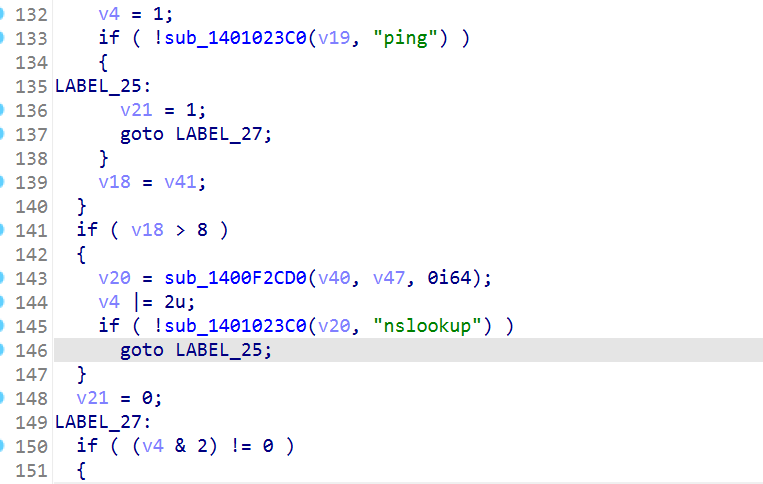 132 v4 = 1;
133 if ( !sub_1401023C0(v19, "ping") )
134 {
135 LABEL_25:
136 v21 = 1;
137 goto LABEL_27;
138 }
139 v18 = v41;
140 }
141 if ( v18 > 8 )
142 {
143 v20 = sub_1400F2CD0(v40, v47, 0i64);
144 v4 |= 2u;
145 if ( !sub_1401023C0(v20, "nslookup") )
146 goto LABEL_25;
147 }
148 v21 = 0;
149 LABEL_27:
150 if ( (v4 & 2) != 0 )
151 {